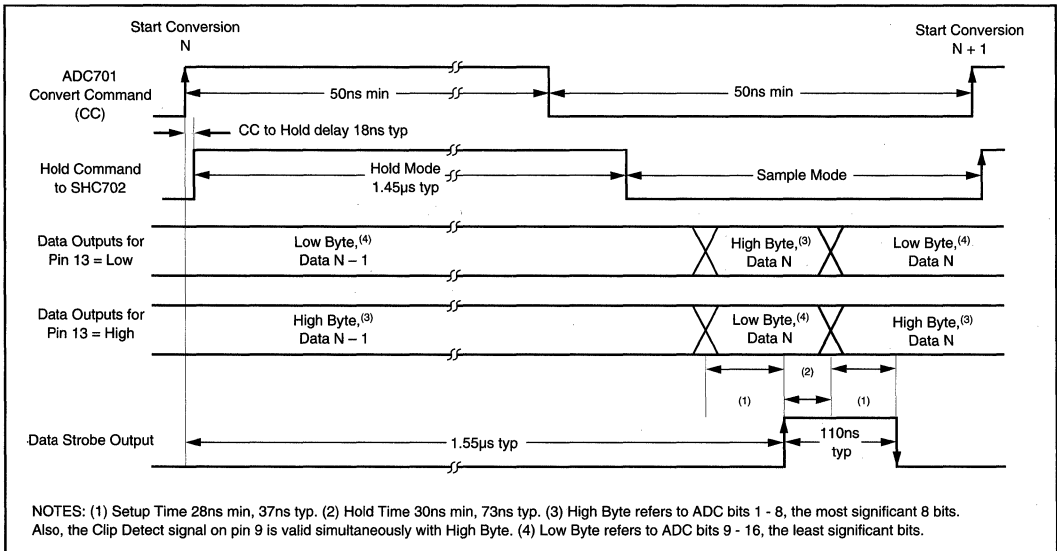 Start Conversion
N
Start Conversion
N + 1
ADC701
Convert Command
(CC)
50ns min
50ns min
CC to Hold delay 18ns typ
Hold Command
to SHC702
Hold Mode
1.45µs typ
Sample Mode
Data Outputs for
Pin 13 = Low
Low Byte,(4)
Data N – 1
High Byte,(3)
Data N
Low Byte,(4)
Data N
Data Outputs for
Pin 13 = High
High Byte,(3)
Data N – 1
Low Byte,(4)
Data N
High Byte,(3)
Data N
(1)
(2)
(1)
Data Strobe Output
1.55µs typ
110ns
typ
NOTES: (1) Setup Time 28ns min, 37ns typ. (2) Hold Time 30ns min, 73ns typ. (3) High Byte refers to ADC bits 1 - 8, the most significant 8 bits.
Also, the Clip Detect signal on pin 9 is valid simultaneously with High Byte. (4) Low Byte refers to ADC bits 9 - 16, the least significant bits.